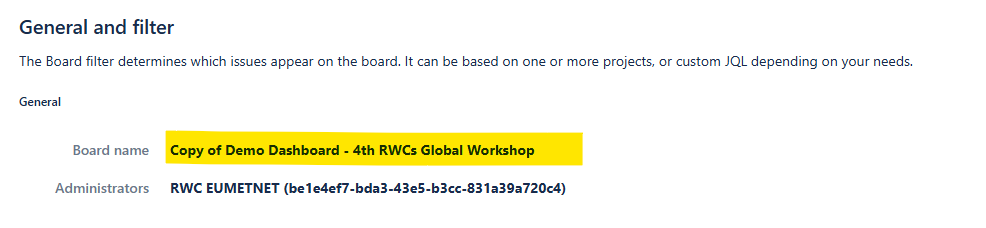 General and filter
The Board filter determines which issues appear on the board. It can be based on one or more projects, or custom JQL depending on your needs.
General
Board name Copy of Demo Dashboard - 4th RWCs Global Workshop
Administrators RWC EUMETNET (be1e4ef7-bda3-43e5-b3cc-831a39a720c4)